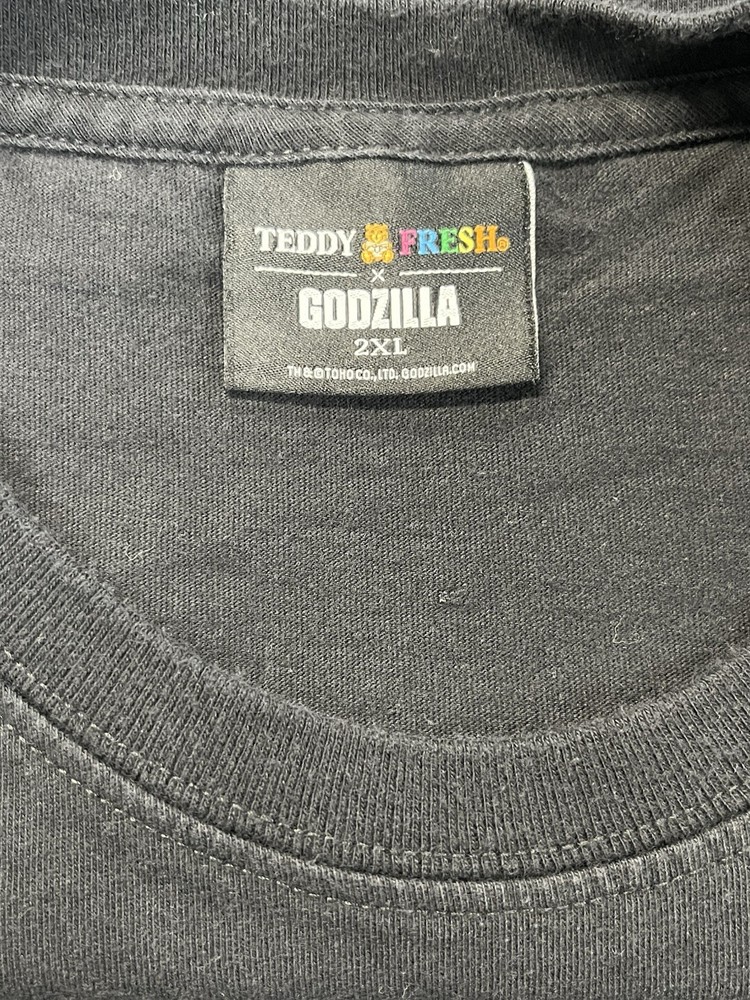 TEDDY FRESH®
×
GODZILLA
2XL
TM & © TOHO CO., LTD. GODZILLA.COM